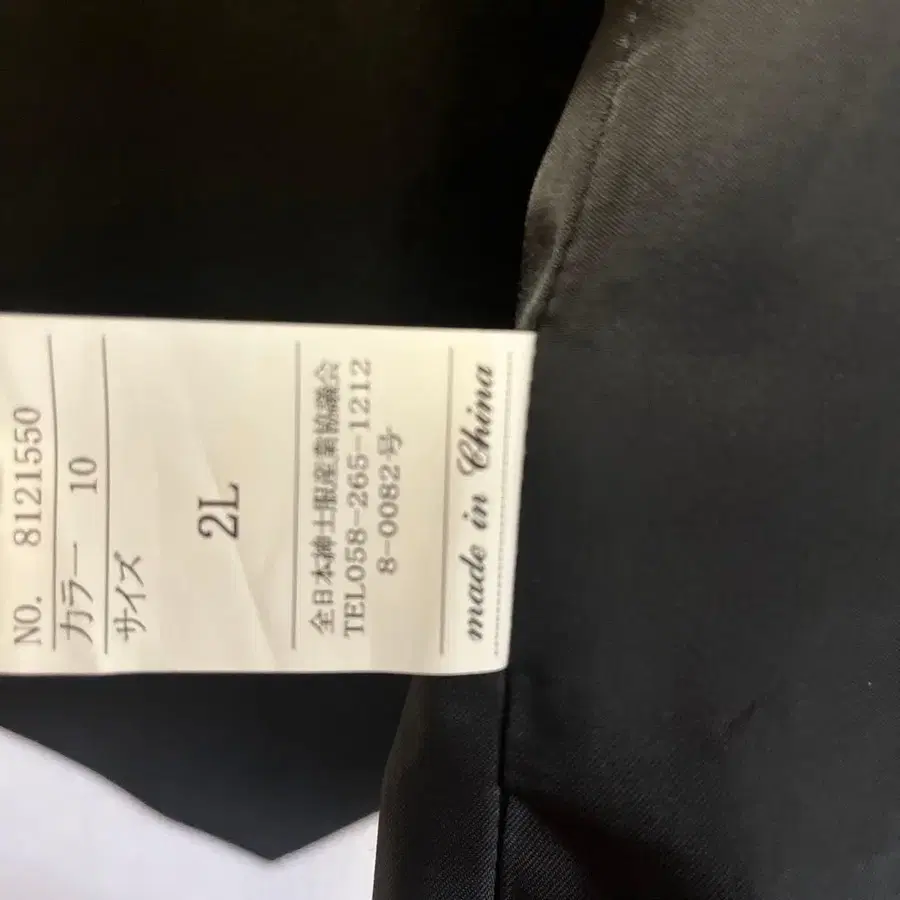 NO. 8121550
カラー 10
サイズ
2L
全日本紳士服産業協議会
TEL058-265-1212
8-0082号
made in China